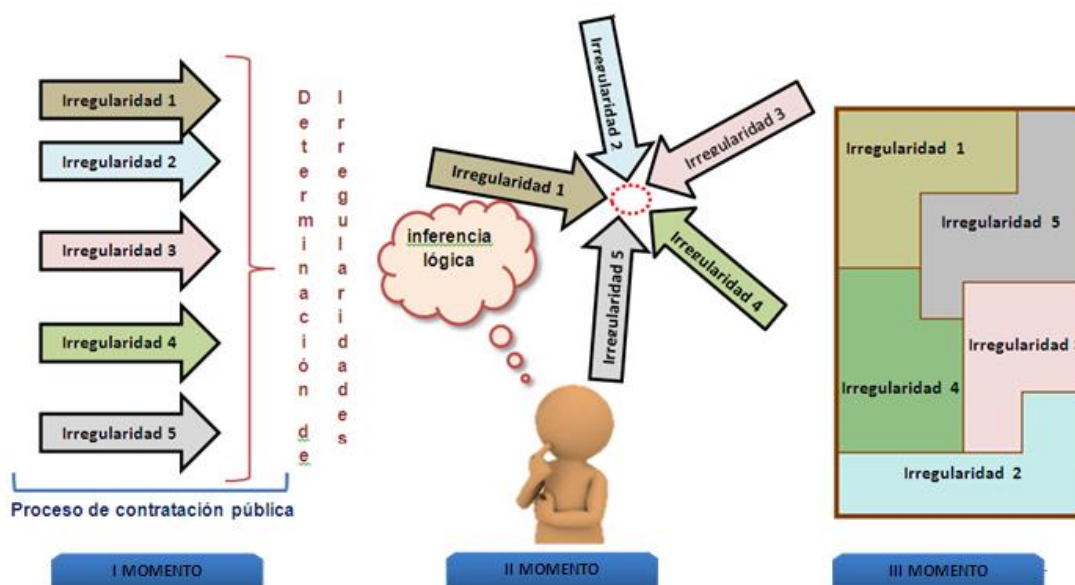 Irregularidad 1
Irregularidad 2
Irregularidad 3
Irregularidad 4
Irregularidad 5
Determinación de
Irregularidades
Proceso de contratación pública
I MOMENTO
Irregularidad 1
Irregularidad 2
Irregularidad 3
Irregularidad 4
Irregularidad 5
inferencia
lógica
II MOMENTO
Irregularidad 1
Irregularidad 5
Irregularidad 3
Irregularidad 4
Irregularidad 2
III MOMENTO